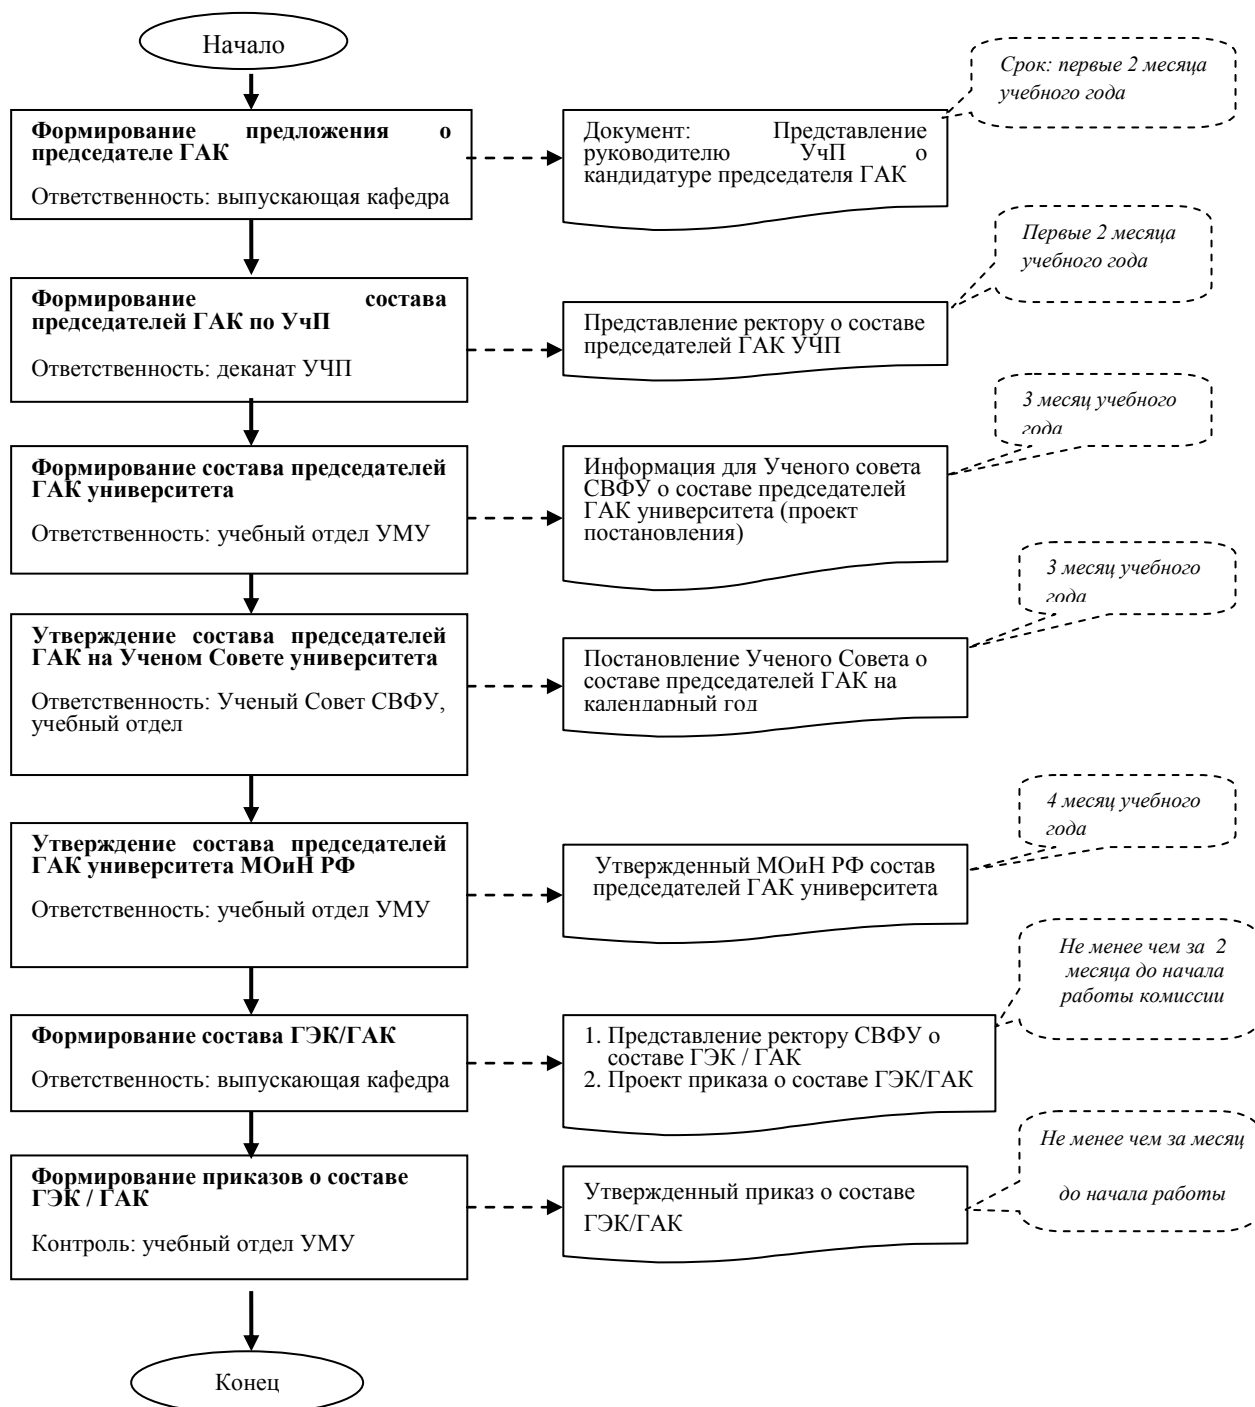 Начало
Срок: первые 2 месяца
учебного года
Формирование предложения о
председателе ГАК
Ответственность: выпускающая кафедра
Документ: Представление
руководителю УчП о
кандидатуре председателя ГАК
Первые 2 месяца
учебного года
Формирование состава
председателей ГАК по УчП
Ответственность: деканат УЧП
Представление ректору о составе
председателей ГАК УЧП
3 месяц учебного
года
Формирование состава председателей
ГАК университета
Ответственность: учебный отдел УМУ
Информация для Ученого совета
СВФУ о составе председателей
ГАК университета (проект
постановления)
3 месяц учебного
года
Утверждение состава председателей
ГАК на Ученом Совете университета
Ответственность: Ученый Совет СВФУ,
учебный отдел
Постановление Ученого Совета о
составе председателей ГАК на
календарный год
4 месяц учебного
года
Утверждение состава председателей
ГАК университета МОиН РФ
Ответственность: учебный отдел УМУ
Утвержденный МОиН РФ состав
председателей ГАК университета
Не менее чем за 2
месяца до начала
работы комиссии
Формирование состава ГЭК/ГАК
Ответственность: выпускающая кафедра
1. Представление ректору СВФУ о
составе ГЭК / ГАК
2. Проект приказа о составе ГЭК/ГАК
Не менее чем за месяц
до начала работы
Формирование приказов о составе
ГЭК / ГАК
Контроль: учебный отдел УМУ
Утвержденный приказ о составе
ГЭК/ГАК
Конец